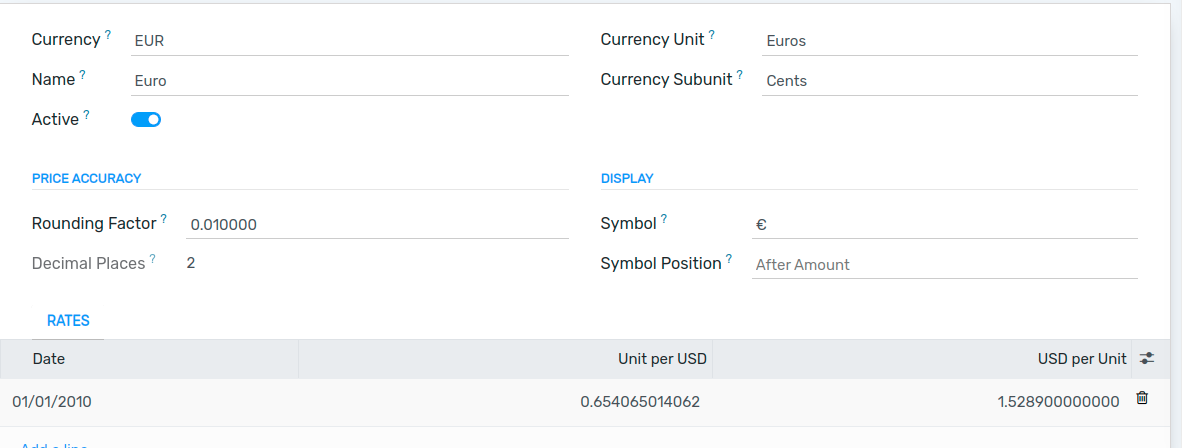 Currency ? EUR
Currency Unit ? Euros
Name ? Euro
Currency Subunit ? Cents
Active ?
PRICE ACCURACY
DISPLAY
Rounding Factor ? 0.010000
Symbol ? €
Decimal Places ? 2
Symbol Position ? After Amount
RATES
Date Unit per USD USD per Unit
01/01/2010 0.654065014062 1.528900000000
Add a line